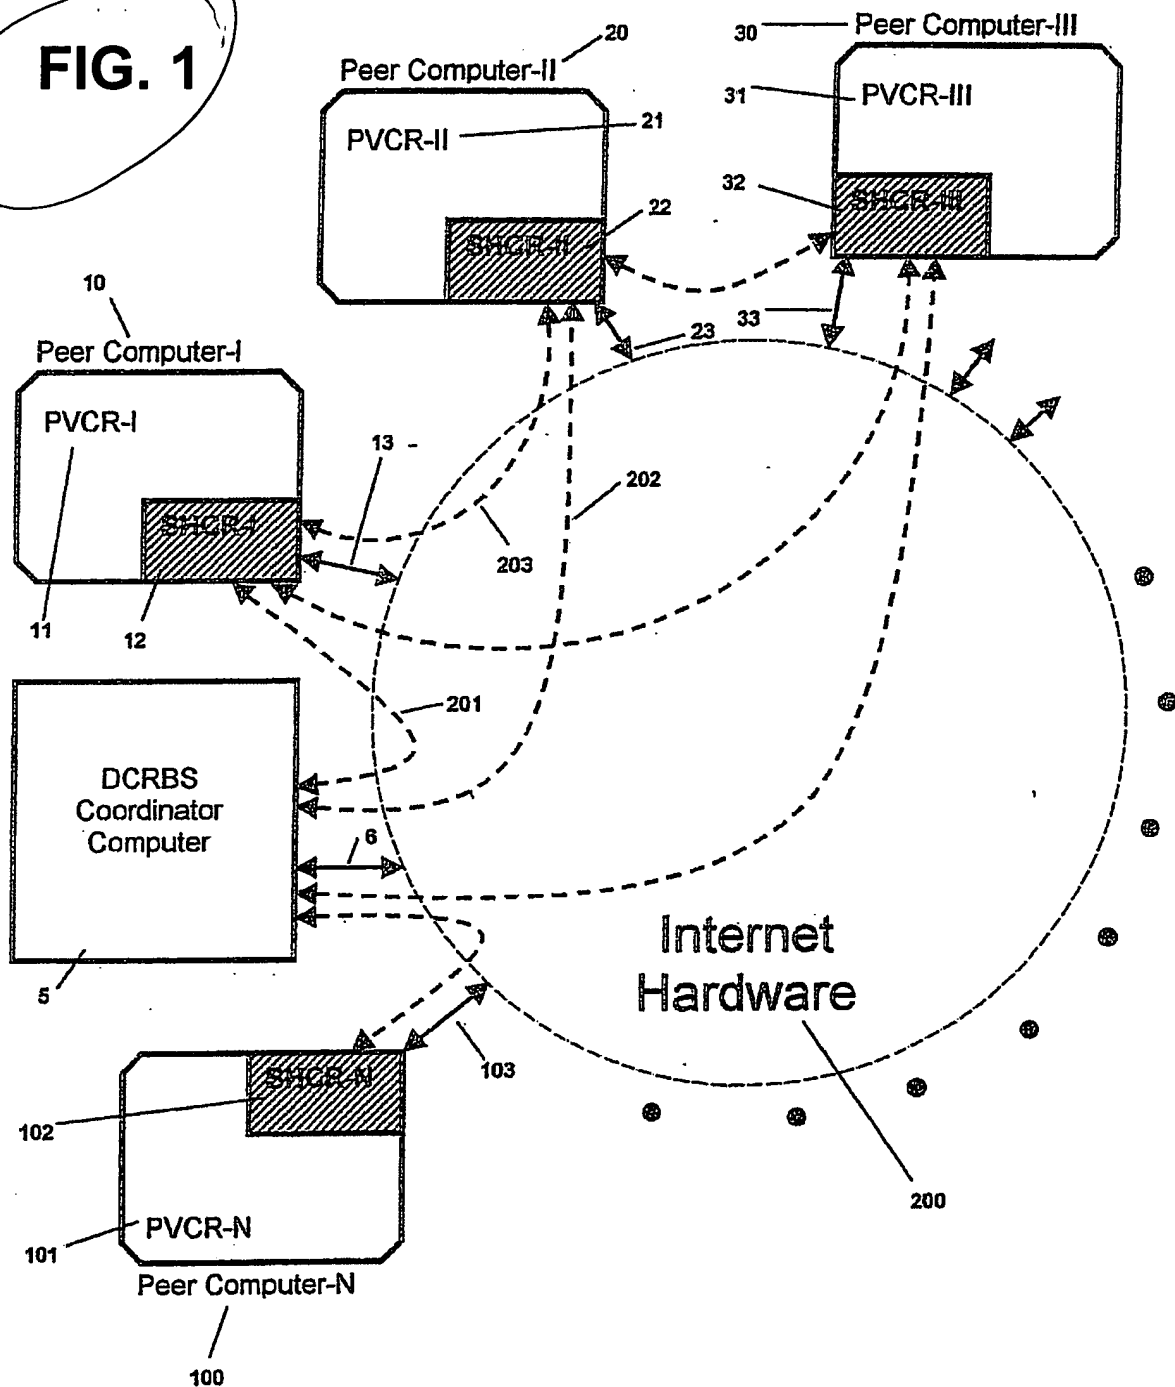 FIG. 1
20
Peer Computer-II
PVCR-II
21
22
SHCR-II
23
30
Peer Computer-III
31
PVCR-III
32
SHCR-III
33
10
Peer Computer-I
PVCR-I
13
SHCR-I
11
12
203
202
201
DCRBS
Coordinator
Computer
6
5
Internet
Hardware
200
103
SHCR-N
102
PVCR-N
101
Peer Computer-N
100